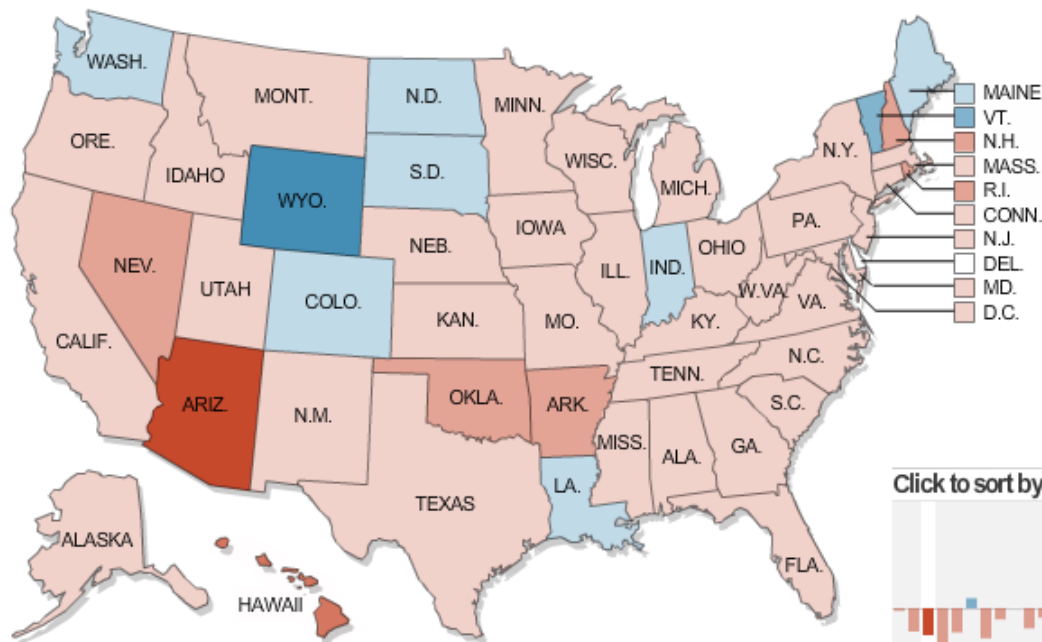 WASH.
MONT.
N.D.
MINN.
MAINE
VT.
ORE.
N.H.
N.Y.
WISC.
MASS.
IDAHO
S.D.
MICH.
R.I.
WYO.
CONN.
PA.
IOWA
N.J.
NEB.
OHIO
NEV.
ILL.
IND.
DEL.
UTAH
W.VA.
MD.
COLO.
VA.
D.C.
KAN.
MO.
KY.
CALIF.
N.C.
TENN.
ARIZ.
OKLA.
ARK.
S.C.
N.M.
MISS.
ALA.
GA.
LA.
Click to sort by
TEXAS
ALASKA
FLA.
HAWAII